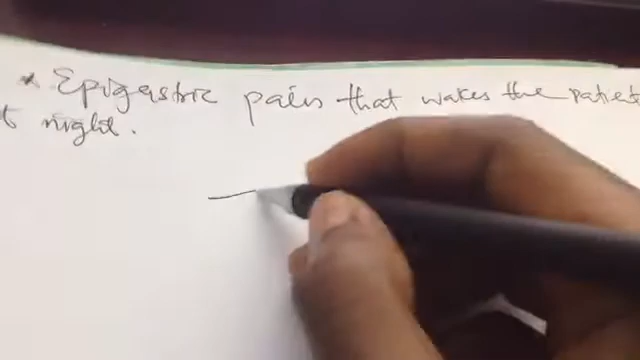 * Epigastric pain that wakes the patient
night.